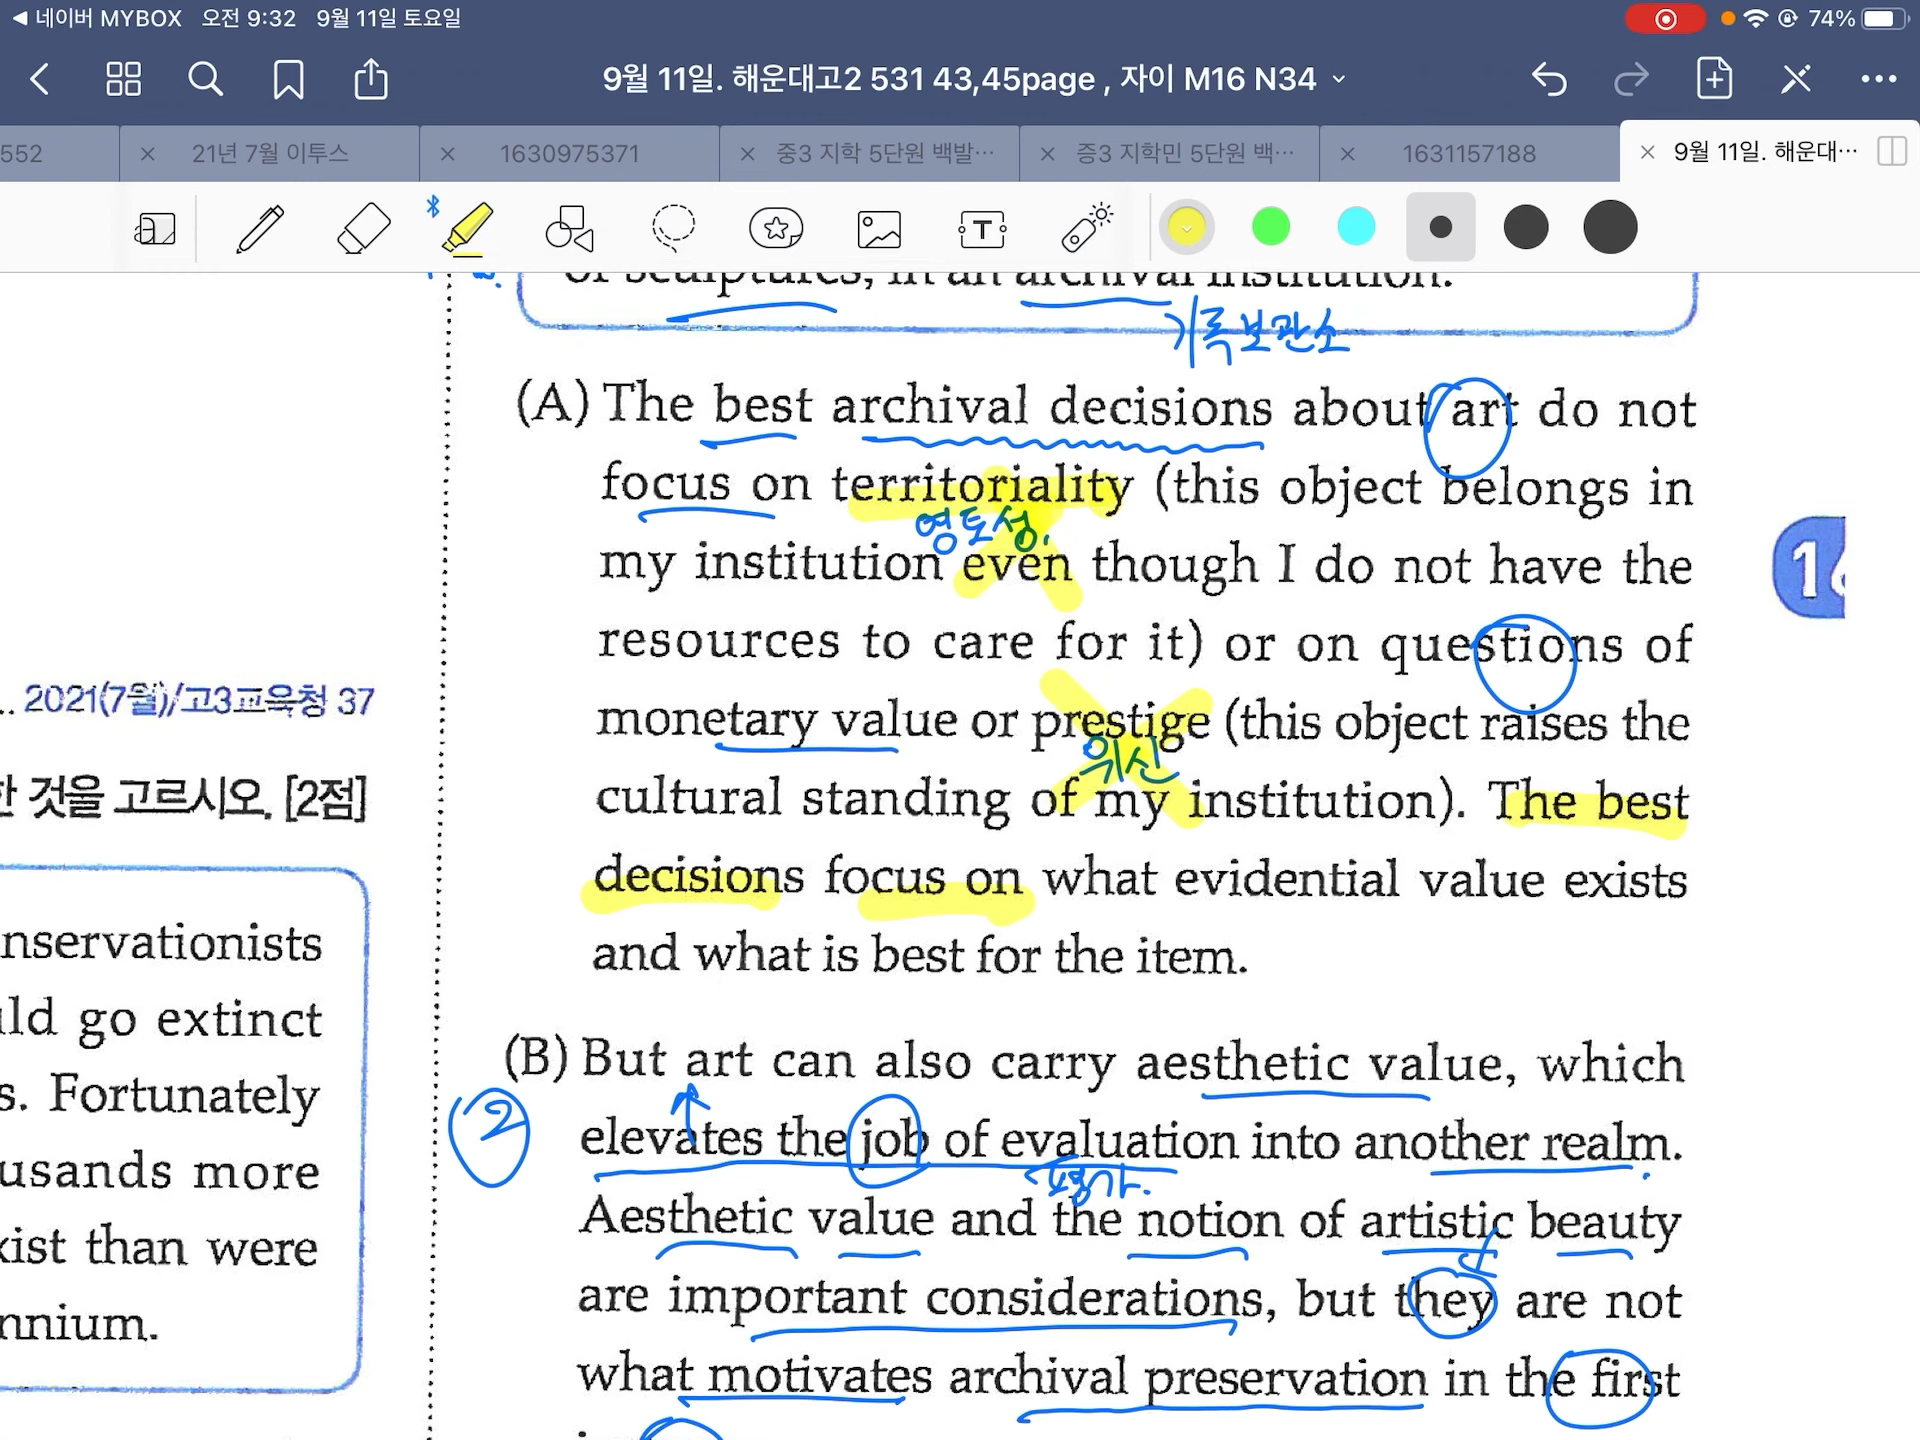 ◀ 네이버 MYBOX 오전 9:32 9월 11일 토요일
74%
9월 11일. 해운대고2 531 43,45page , 자이 M16 N34
552
21년 7월 이투스
1630975371
중3 지학 5단원 백발…
증3 지학민 5단원 백…
1631157188
9월 11일. 해운대…
or sculptures, in an archival institution.
기록보관소
(A) The best archival decisions about art do not
focus on territoriality (this object belongs in
영토성.
my institution even though I do not have the
resources to care for it) or on questions of
monetary value or prestige (this object raises the
위신
cultural standing of my institution). The best
decisions focus on what evidential value exists
and what is best for the item.
(B) But art can also carry aesthetic value, which
② elevates the job of evaluation into another realm.
평가.
Aesthetic value and the notion of artistic beauty
are important considerations, but they are not
what motivates archival preservation in the first
.. 2021(7월)/고3교육청 37
한 것을 고르시오. [2점]
nservationists
uld go extinct
s. Fortunately
usands more
xist than were
nnium.